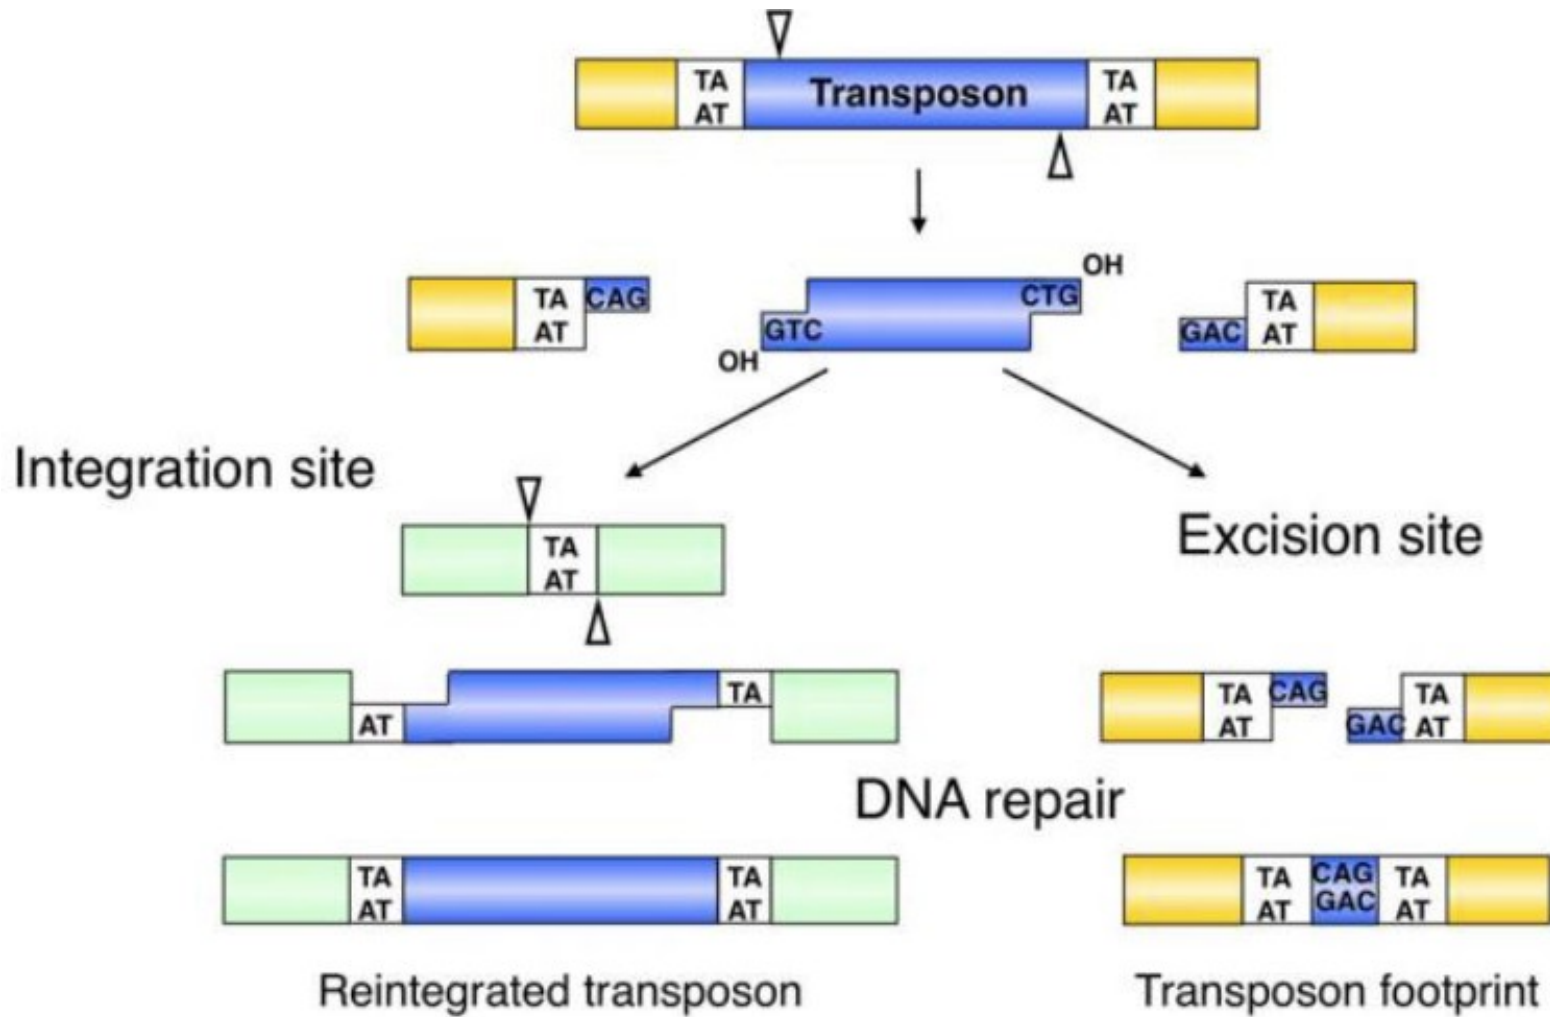 TA TA
Transposon
AT AT
OH
TA CAG CTG TA
AT GTC GAC AT
OH
Integration site
Excision site
TA
AT
TA TA CAG TA
AT AT GAC AT
DNA repair
TA TA TA CAG TA
AT AT AT GAC AT
Reintegrated transposon Transposon footprint